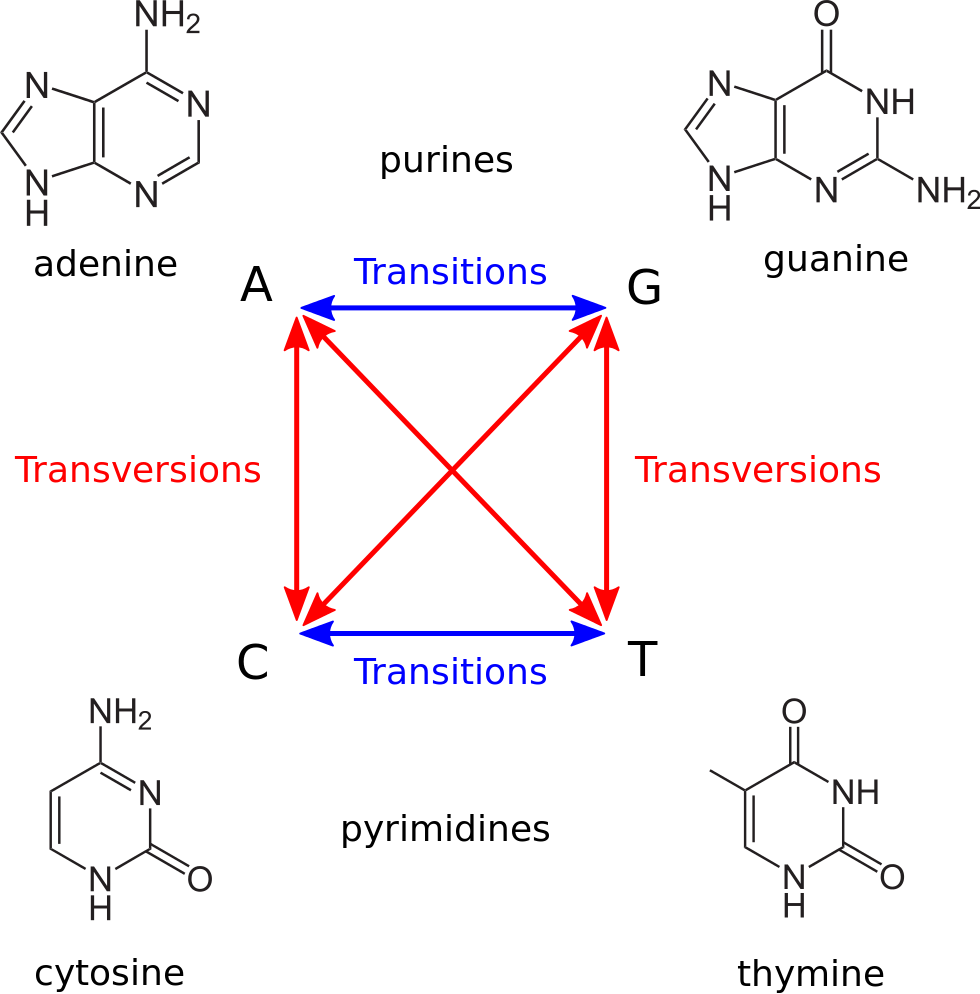 NH2
N
N
N
H
N
adenine
purines
O
N
NH
N
H
N
NH2
guanine
A
Transitions
G
Transversions
Transversions
C
Transitions
T
NH2
N
N
H
O
cytosine
pyrimidines
O
NH
N
H
O
thymine